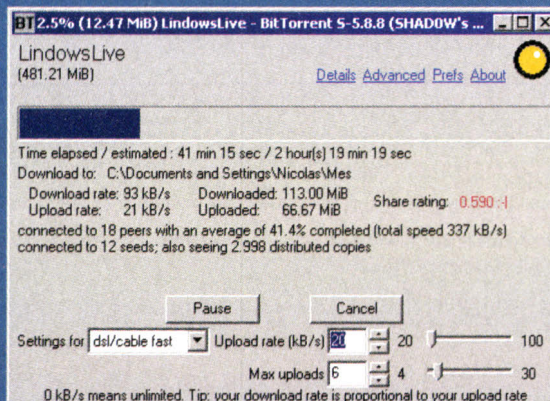 BT 2.5% (12.47 MiB) LindowsLive - BitTorrent S-5.8.8 (SHAD0W's ...
LindowsLive
(481.21 MiB)
Details Advanced Prefs About
Time elapsed / estimated : 41 min 15 sec / 2 hour(s) 19 min 19 sec
Download to: C:\Documents and Settings\Nicolas\Mes
Download rate: 93 kB/s Downloaded: 113.00 MiB
Share rating: 0.590 :-|
Upload rate: 21 kB/s Uploaded: 66.67 MiB
connected to 18 peers with an average of 41.4% completed (total speed 337 kB/s)
connected to 12 seeds; also seeing 2.998 distributed copies
Pause Cancel
Settings for dsl/cable fast Upload rate (kB/s) 20 20 100
Max uploads 6 4 30
0 kB/s means unlimited. Tip: your download rate is proportional to your upload rate